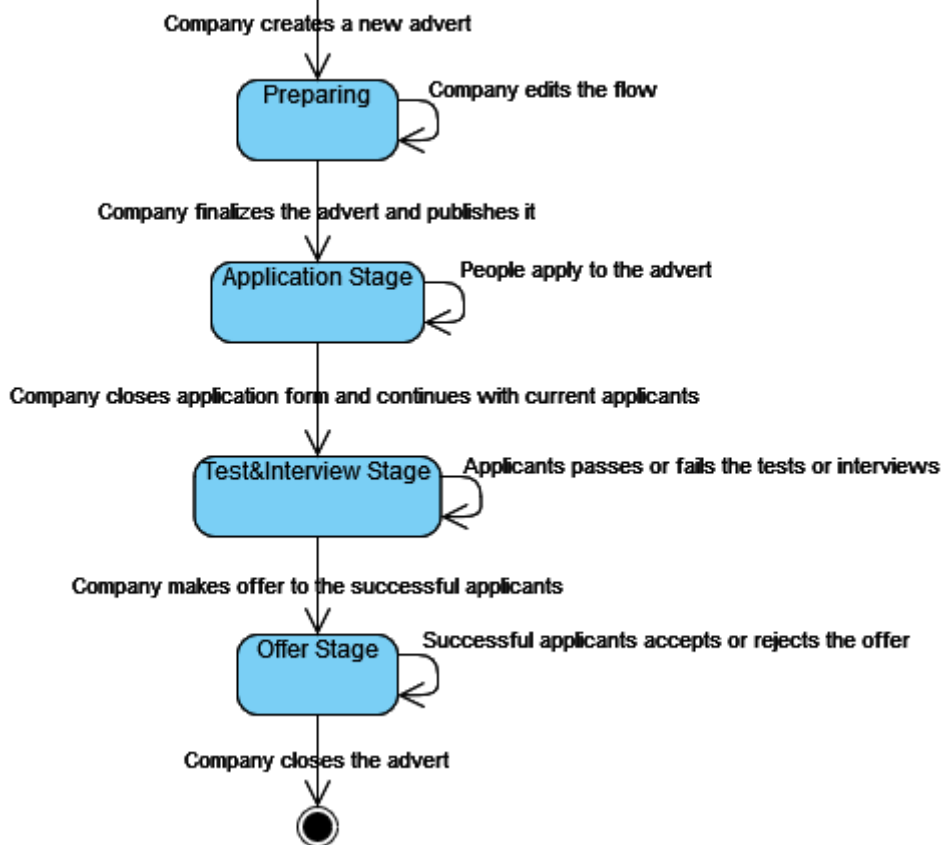 Company creates a new advert
Preparing
Company edits the flow
Company finalizes the advert and publishes it
Application Stage
People apply to the advert
Company closes application form and continues with current applicants
Test&Interview Stage
Applicants passes or fails the tests or interviews
Company makes offer to the successful applicants
Offer Stage
Successful applicants accepts or rejects the offer
Company closes the advert